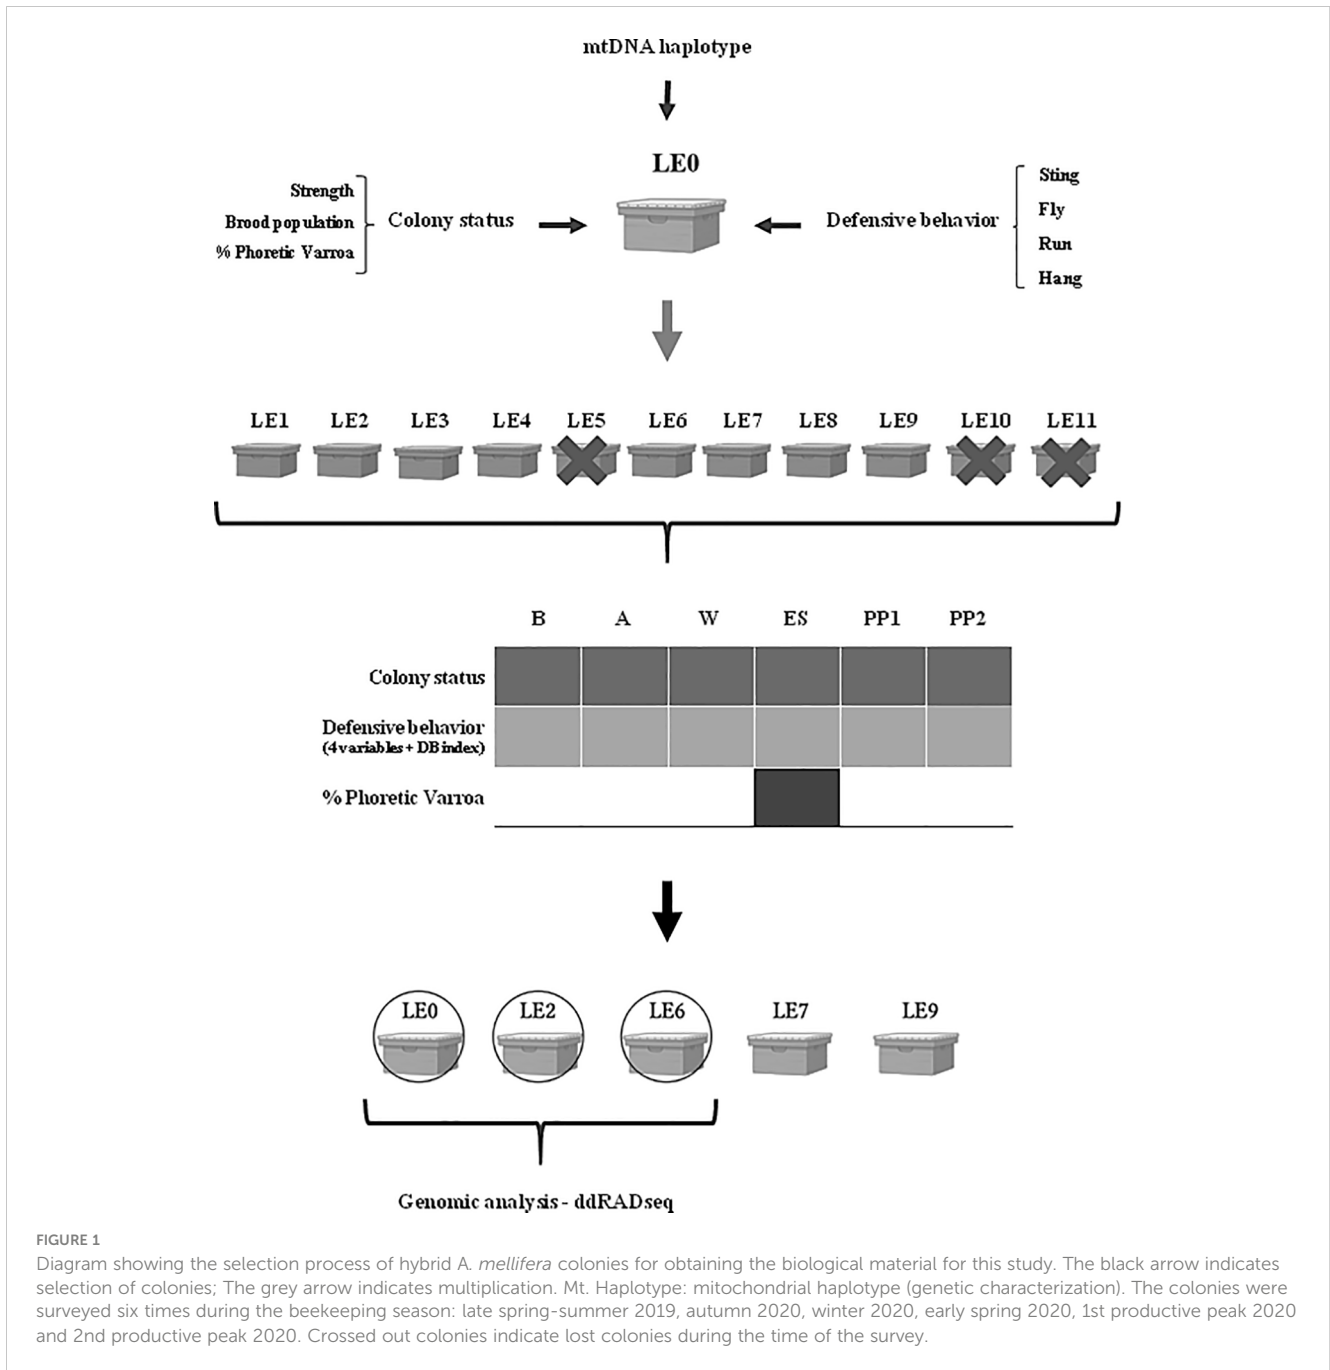 mtDNA haplotype
LE0
Strength
Brood population
% Phoretic Varroa
Colony status
Defensive behavior
Sting
Fly
Run
Hang
LE1 LE2 LE3 LE4 LE5 LE6 LE7 LE8 LE9 LE10 LE11
B A W ES PP1 PP2
Colony status
Defensive behavior
(4 variables + DB index)
% Phoretic Varroa
LE0 LE2 LE6 LE7 LE9
Genomic analysis - ddRADseq
FIGURE 1
Diagram showing the selection process of hybrid A. mellifera colonies for obtaining the biological material for this study. The black arrow indicates
selection of colonies; The grey arrow indicates multiplication. Mt. Haplotype: mitochondrial haplotype (genetic characterization). The colonies were
surveyed six times during the beekeeping season: late spring-summer 2019, autumn 2020, winter 2020, early spring 2020, 1st productive peak 2020
and 2nd productive peak 2020. Crossed out colonies indicate lost colonies during the time of the survey.